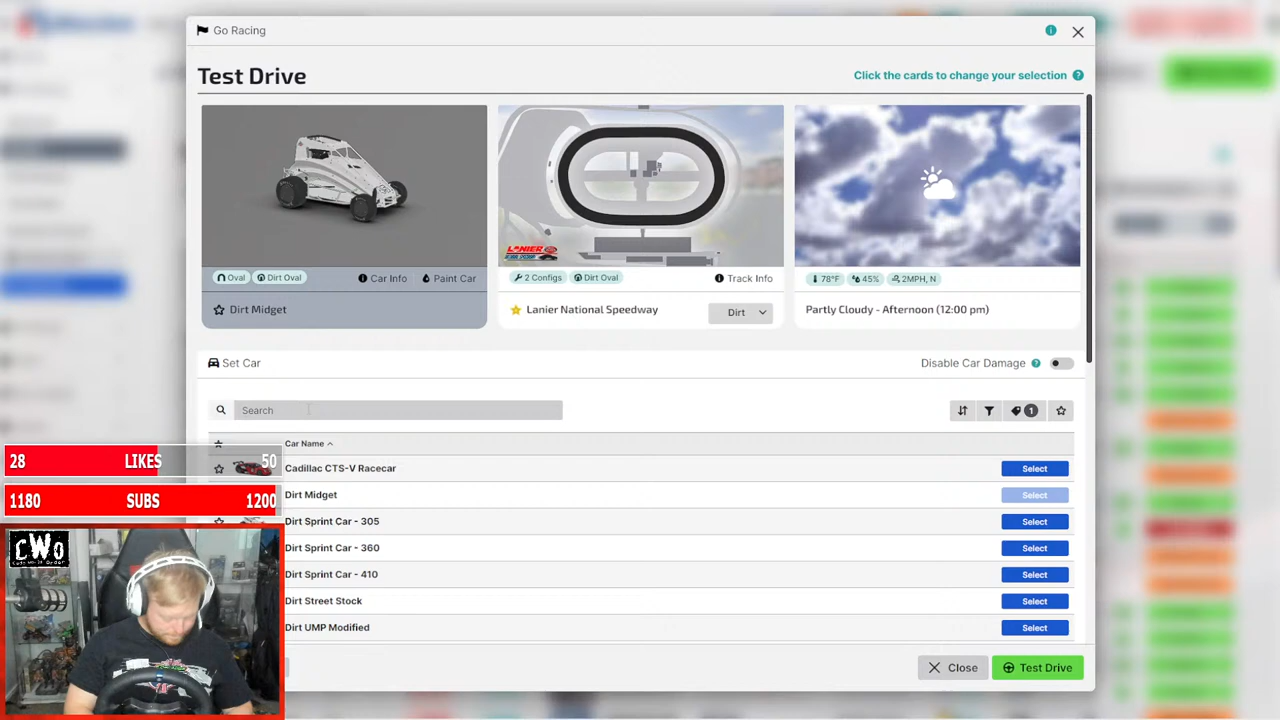 Go Racing
Test Drive
Click the cards to change your selection
Oval
Dirt Oval
Car Info
Paint Car
2 Configs
Dirt Oval
Track Info
78°F
45%
2MPH, N
Dirt Midget
LANIER
Lanier National Speedway
Dirt
Partly Cloudy - Afternoon (12:00 pm)
Set Car
Disable Car Damage
Search
1
Car Name
Cadillac CTS-V Racecar
Select
Dirt Midget
Select
Dirt Sprint Car - 305
Select
Dirt Sprint Car - 360
Select
Dirt Sprint Car - 410
Select
Dirt Street Stock
Select
Dirt UMP Modified
Select
Close
Test Drive
28 LIKES 50
1180 SUBS 1200
CWO